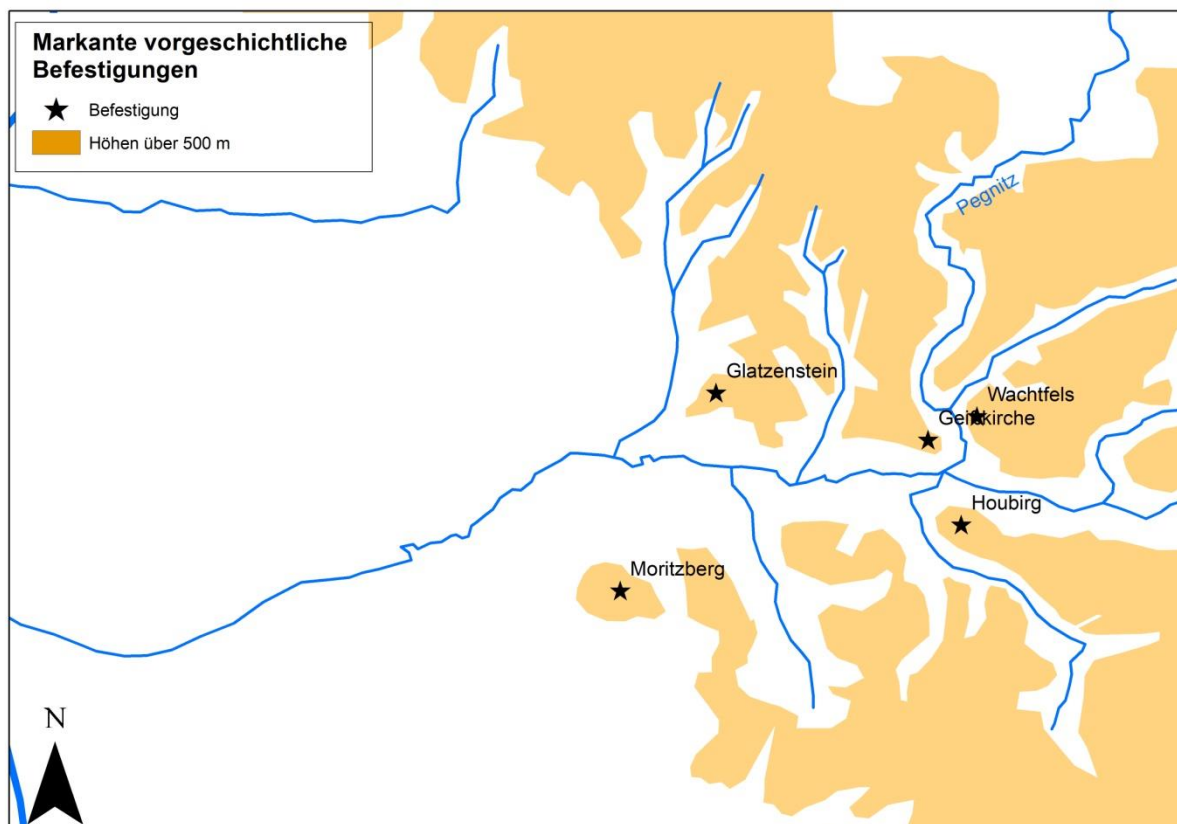 Markante vorgeschichtliche
Befestigungen
Befestigung
Höhen über 500 m
Pegnitz
Glatzenstein
Wachtfels
Houbirg
Moritzberg
N